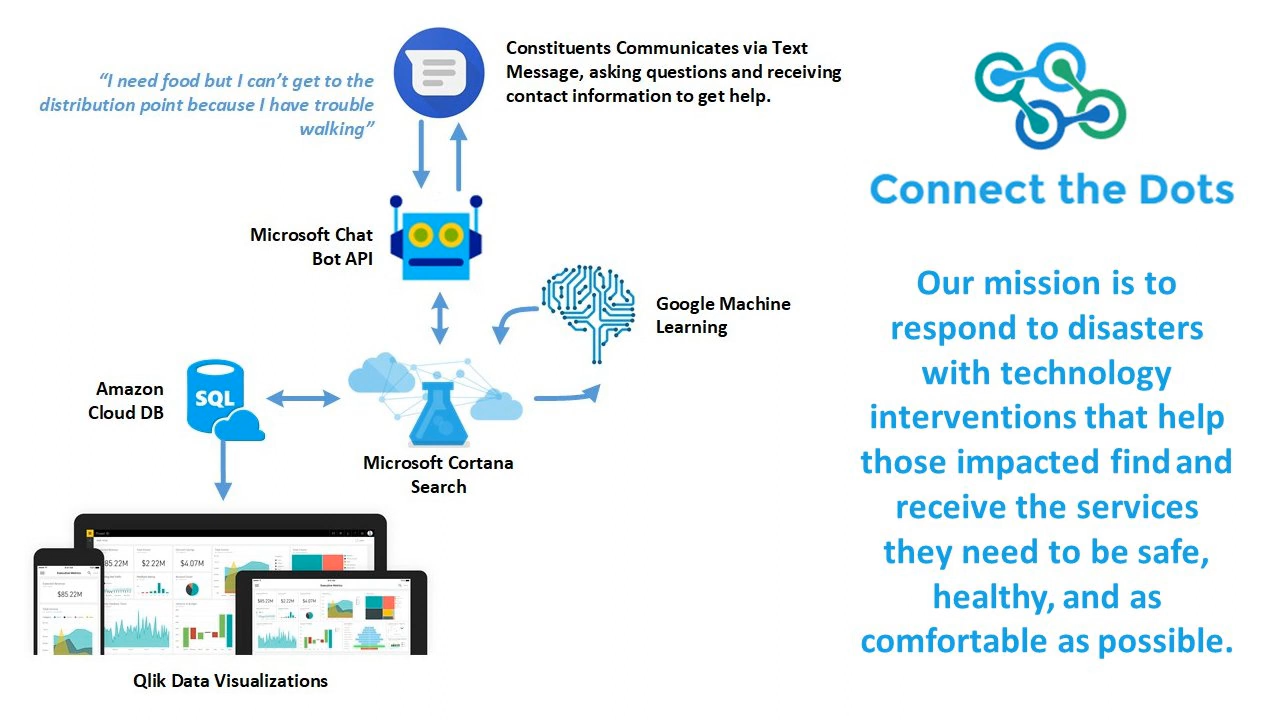 Constituents Communicates via Text
Message, asking questions and receiving
contact information to get help.
“I need food but I can’t get to the
distribution point because I have trouble
walking”
Microsoft Chat
Bot API
Google Machine
Learning
Amazon
Cloud DB
SQL
Microsoft Cortana
Search
85.22M
$2.22M
$4.07M
$85.22M
Qlik Data Visualizations
Connect the Dots
Our mission is to
respond to disasters
with technology
interventions that help
those impacted find and
receive the services
they need to be safe,
healthy, and as
comfortable as possible.